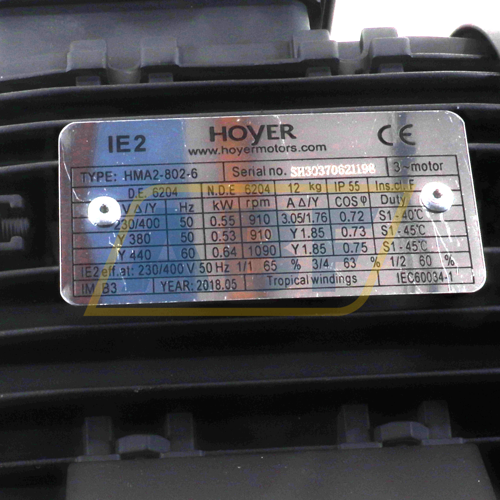 IE2 HOYER CE
www.hoyermotors.com
TYPE: HMA2-802-6 Serial no. SH30370621198 3~motor
D.E. 6204 N.D.E 6204 12 kg IP 55 Ins.cl.F
V Δ/Y Hz kW rpm A Δ/Y COSφ Duty
230/400 50 0.55 910 3.05/1.76 0.72 S1 - 40°C
Y 380 50 0.53 910 Y 1.85 0.73 S1 - 45°C
Y 440 60 0.64 1090 Y 1.85 0.75 S1 - 45°C
IE2 eff.at: 230/400 V 50 Hz 1/1 65 % 3/4 63 % 1/2 60 %
IM B3 YEAR: 2018.05 Tropical windings IEC60034-1